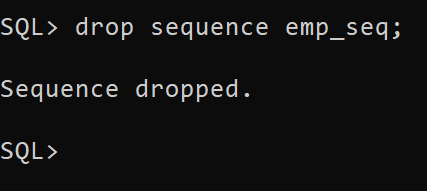 SQL> drop sequence emp_seq;
Sequence dropped.
SQL>